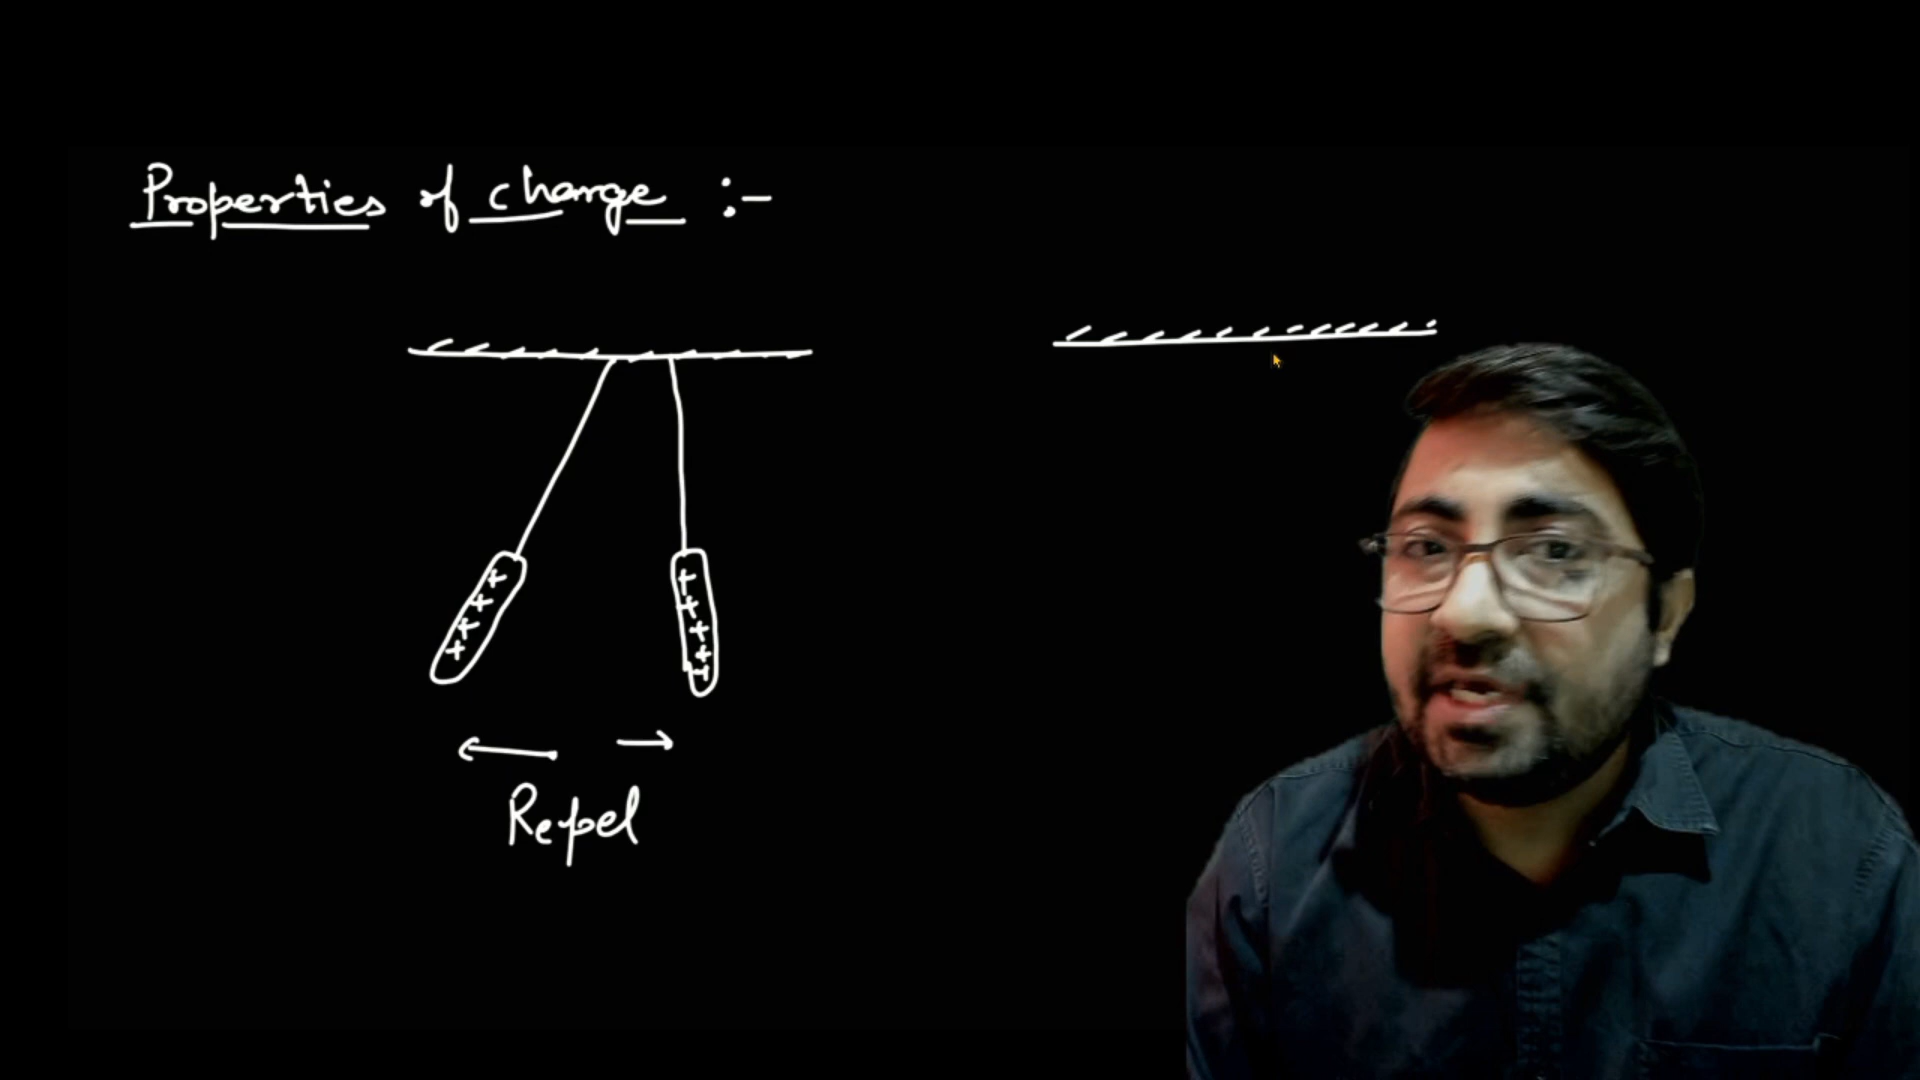 Properties of charge :-
+ + + + + + + + +
Repel